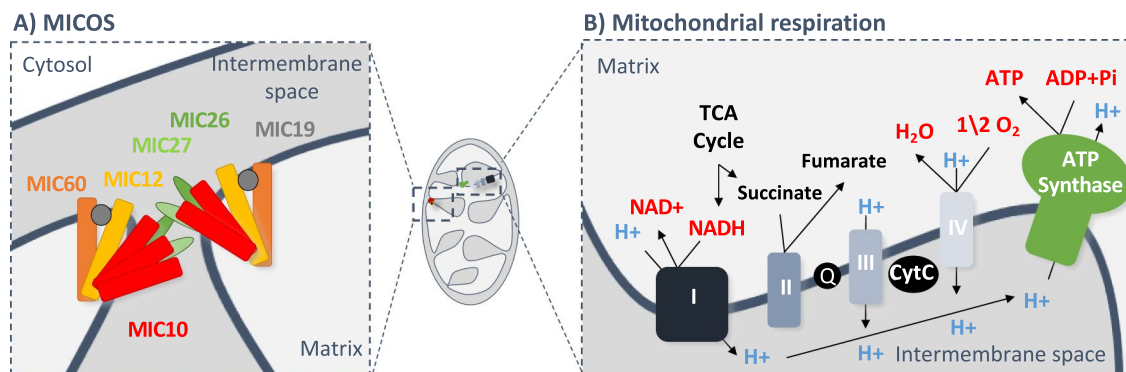 A) MICOS
Cytosol
Intermembrane
space
MIC26
MIC19
MIC27
MIC60
MIC12
MIC10
Matrix
B) Mitochondrial respiration
Matrix
ATP
ADP+Pi
H+
TCA
Cycle
H₂O
1\2 O₂
H+
Fumarate
ATP
Synthase
Succinate
NAD+
H+
NADH
H+
I
II
Q
III
CytC
IV
H+
H+
H+
H+
Intermembrane space